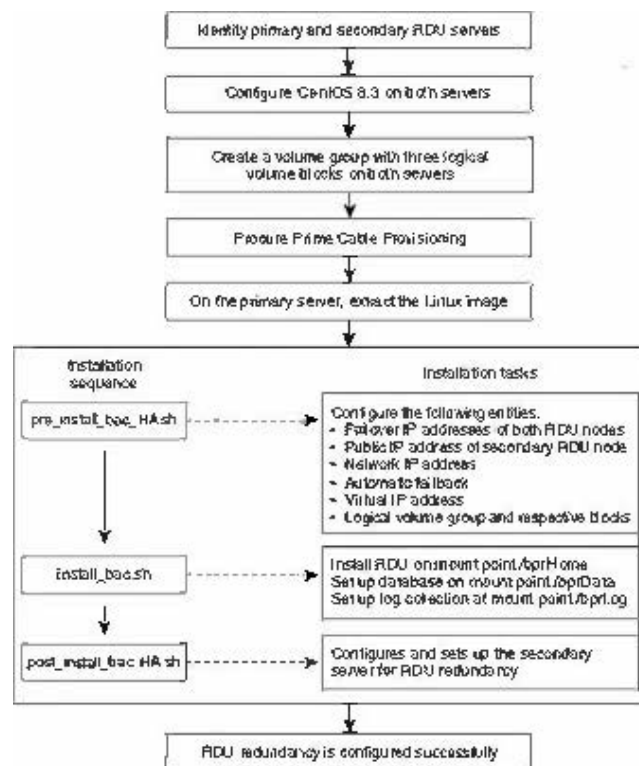 Identity primary and secondary RDU servers
Configure CentOS 6.3 on both servers
Create a volume group with three logical
volume blocks on both servers
Procure Prime Cable Provisioning
On the primary server, extract the Linux image
Installation
sequence
Installation tasks
pre_install_bac_HA.sh
Configure the following entities.
• Failover IP addresses of both RDU nodes
• Public IP address of secondary RDU node
• Network IP address
• Automatic failback
• Virtual IP address
• Logical volume group and respective blocks
install_bac.sh
Install RDU on mount point /bprHome
Set up database on mount point /bprData
Set up log collection at mount point /bprLog
post_install_bac_HA.sh
Configures and sets up the secondary
server for RDU redundancy
RDU redundancy is configured successfully